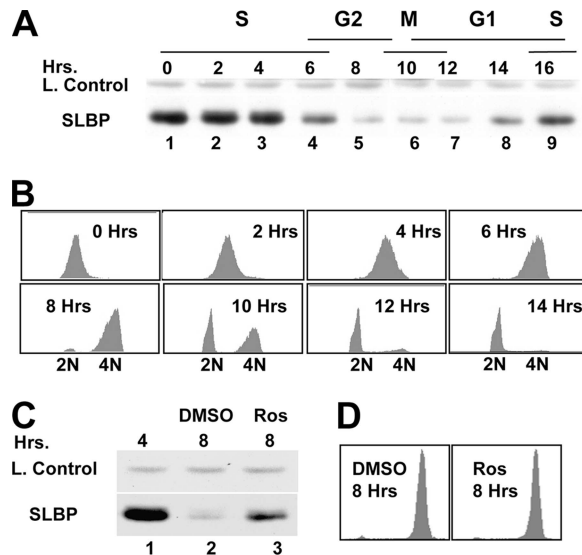 A
S G2 M G1 S
Hrs. 0 2 4 6 8 10 12 14 16
L. Control
SLBP
1 2 3 4 5 6 7 8 9
B
0 Hrs 2 Hrs 4 Hrs 6 Hrs
8 Hrs 10 Hrs 12 Hrs 14 Hrs
2N 4N 2N 4N 2N 4N 2N 4N
C
DMSO Ros
Hrs. 4 8 8
L. Control
SLBP
1 2 3
D
DMSO
8 Hrs
Ros
8 Hrs